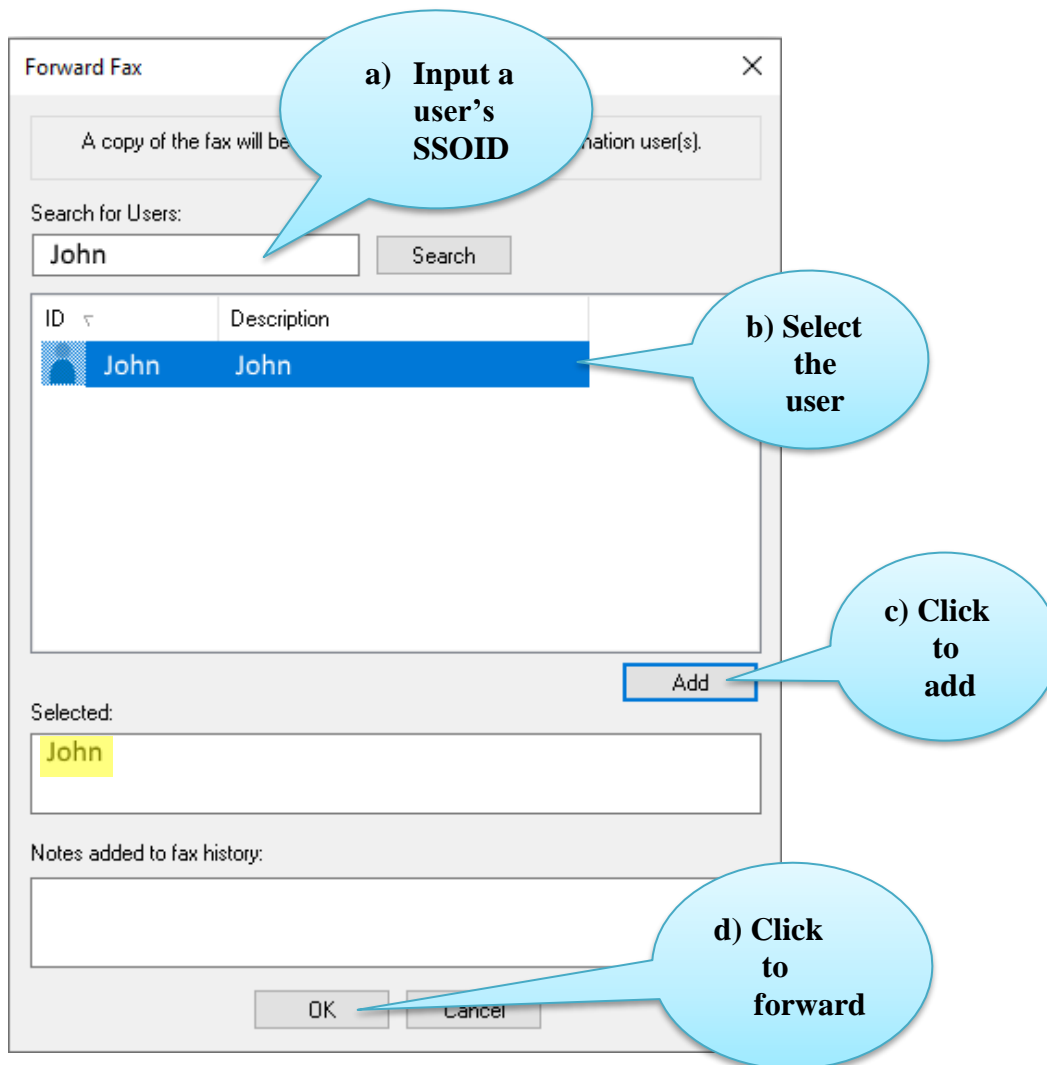 Forward Fax
a) Input a
user's
SSOID
A copy of the fax will be nation user(s).
Search for Users:
John
Search
ID Description
John John
b) Select
the
user
c) Click
to
add
Add
Selected:
John
Notes added to fax history:
d) Click
to
forward
OK Cancel